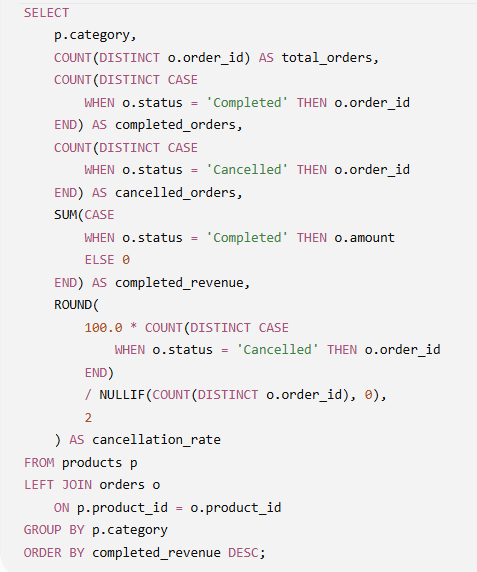 SELECT
    p.category,
    COUNT(DISTINCT o.order_id) AS total_orders,
    COUNT(DISTINCT CASE
        WHEN o.status = 'Completed' THEN o.order_id
    END) AS completed_orders,
    COUNT(DISTINCT CASE
        WHEN o.status = 'Cancelled' THEN o.order_id
    END) AS cancelled_orders,
    SUM(CASE
        WHEN o.status = 'Completed' THEN o.amount
        ELSE 0
    END) AS completed_revenue,
    ROUND(
        100.0 * COUNT(DISTINCT CASE
            WHEN o.status = 'Cancelled' THEN o.order_id
        END)
        / NULLIF(COUNT(DISTINCT o.order_id), 0),
        2
    ) AS cancellation_rate
FROM products p
LEFT JOIN orders o
    ON p.product_id = o.product_id
GROUP BY p.category
ORDER BY completed_revenue DESC;